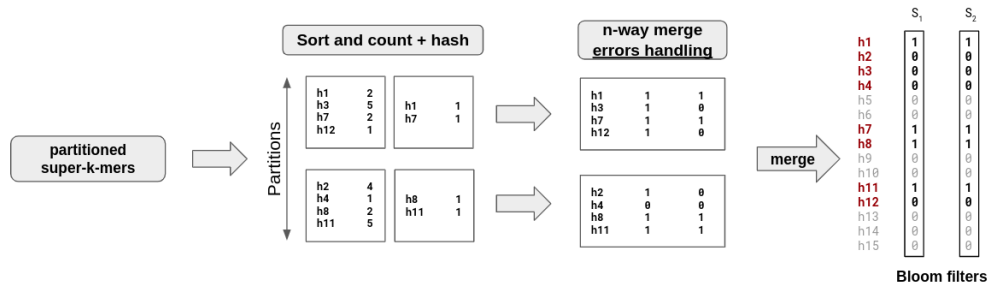 partitioned
super-k-mers
Sort and count + hash
Partitions
h1 2
h3 5
h7 2
h12 1
h1 1
h7 1
h2 4
h4 1
h8 2
h11 5
h8 1
h11 1
n-way merge
errors handling
h1 1 1
h3 1 0
h7 1 1
h12 1 0
h2 1 0
h4 0 0
h8 1 1
h11 1 1
merge
S1 S2
h1 1 1
h2 0 0
h3 0 0
h4 0 0
h5 0 0
h6 0 0
h7 1 1
h8 1 1
h9 0 0
h10 0 0
h11 1 1
h12 0 0
h13 0 0
h14 0 0
h15 0 0
Bloom filters